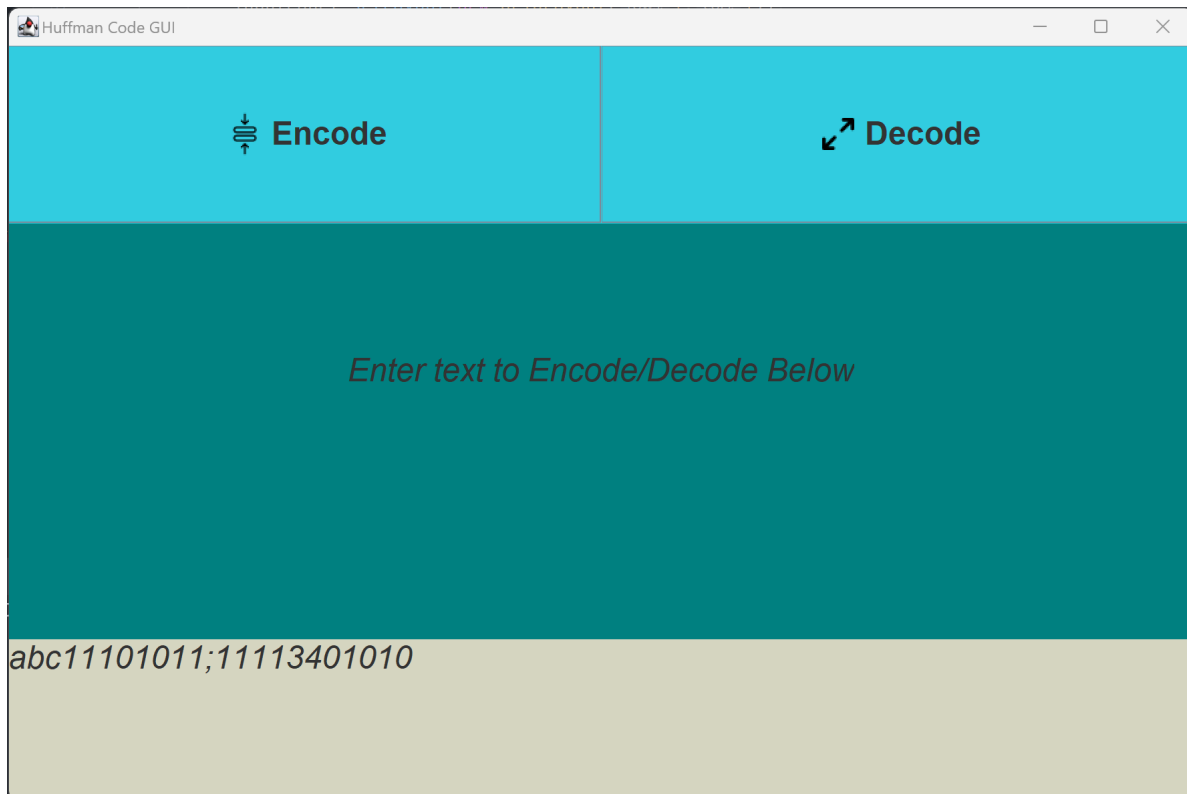 Huffman Code GUI
Encode
Decode
Enter text to Encode/Decode Below
abc11101011;11113401010